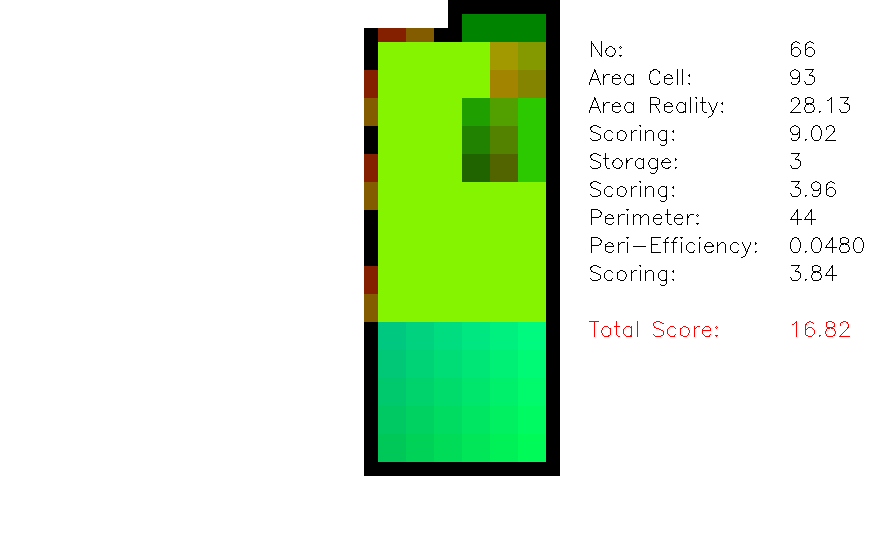 No: 66
Area Cell: 93
Area Reality: 28.13
Scoring: 9.02
Storage: 3
Scoring: 3.96
Perimeter: 44
Peri-Efficiency: 0.0480
Scoring: 3.84
Total Score: 16.82